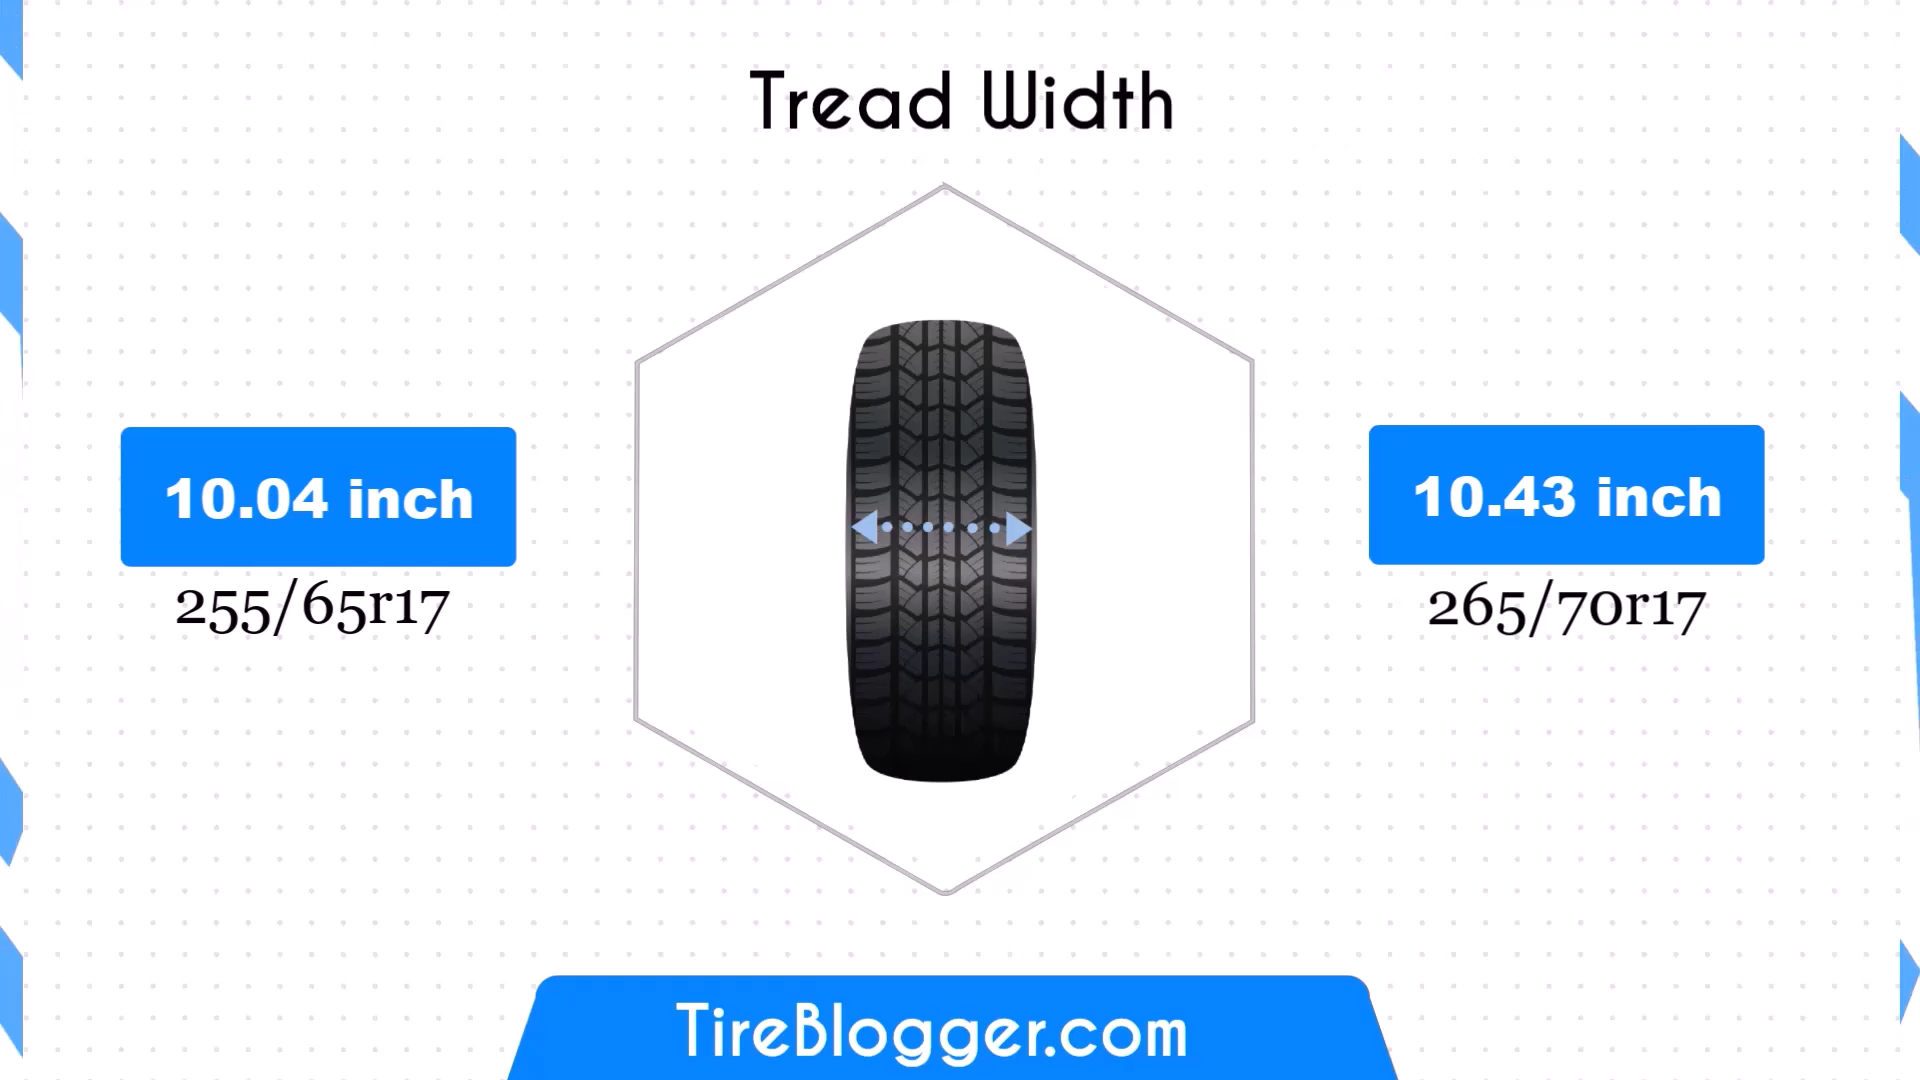 Tread Width
10.04 inch
255/65r17
10.43 inch
265/70r17
TireBlogger.com